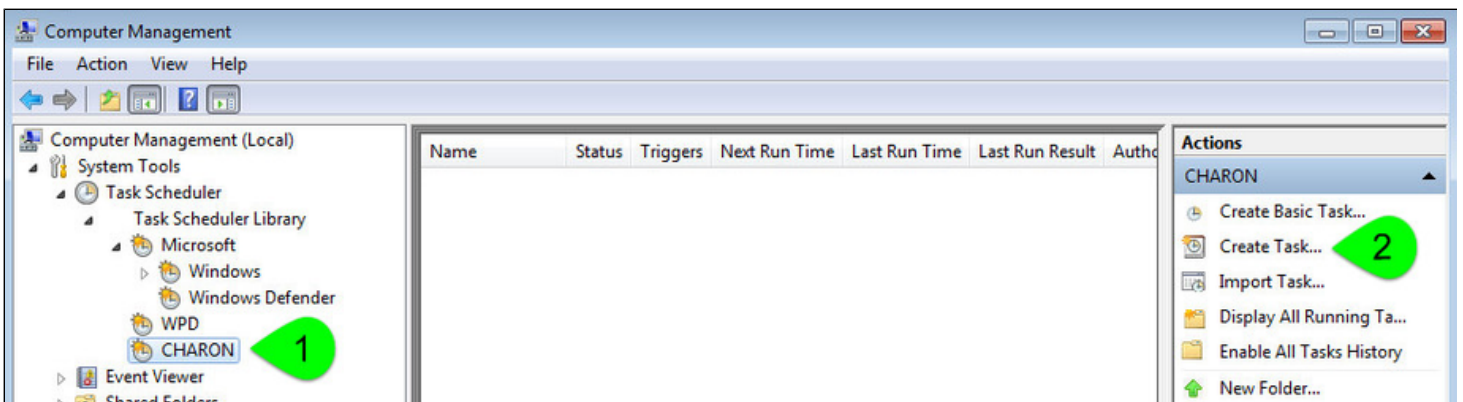 Computer Management
File Action View Help
Computer Management (Local)
System Tools
Task Scheduler
Task Scheduler Library
Microsoft
Windows
Windows Defender
WPD
CHARON
1
Event Viewer
Shared Folders
Name Status Triggers Next Run Time Last Run Time Last Run Result
Actions
CHARON
Create Basic Task...
Create Task...
2
Import Task...
Display All Running Ta...
Enable All Tasks History
New Folder...